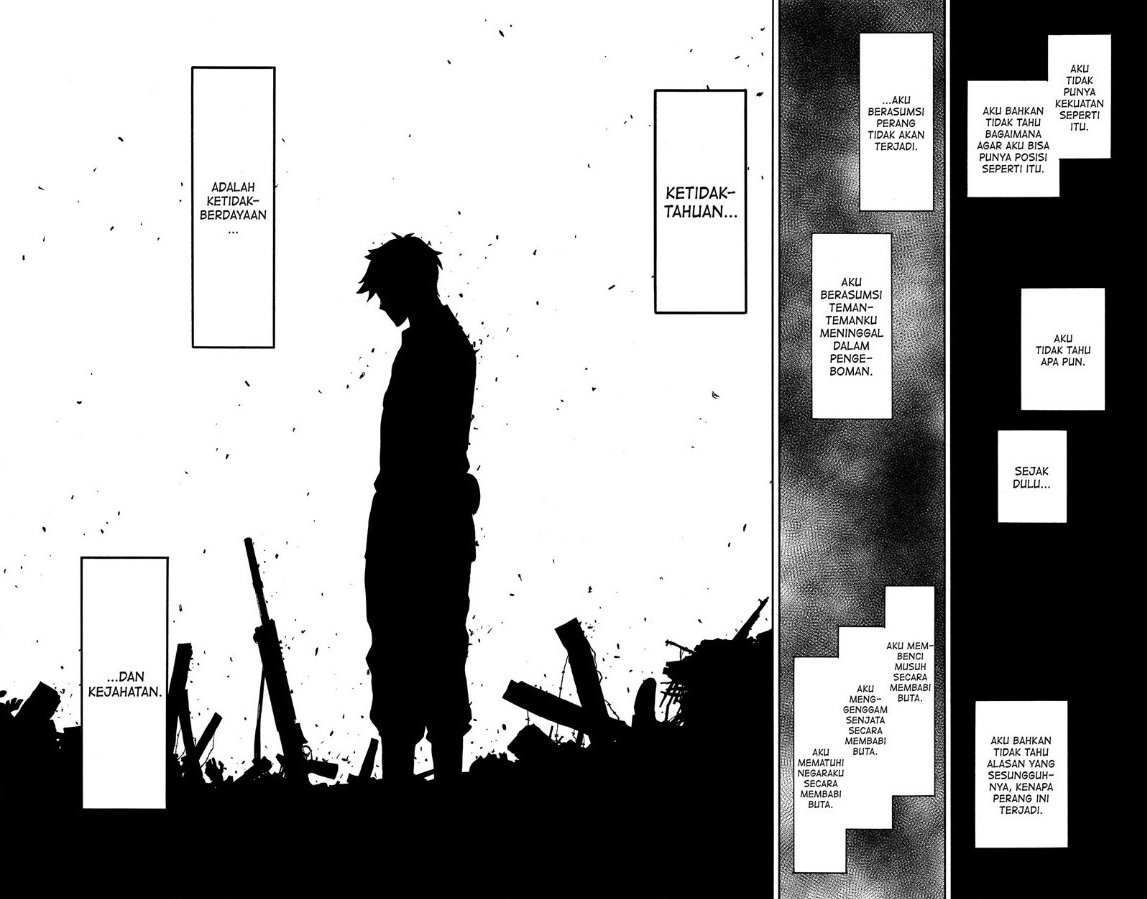 AKU
TIDAK
PUNYA
KEKUATAN
SEPERTI
ITU.
AKU BAHKAN
TIDAK TAHU
BAGAIMANA
AGAR AKU BISA
PUNYA POSISI
SEPERTI ITU.
AKU
TIDAK TAHU
APA PUN.
SEJAK
DULU...
AKU BAHKAN
TIDAK TAHU
ALASAN YANG
SESUNGGUH-
NYA, KENAPA
PERANG INI
TERJADI.
...AKU
BERASUMSI
PERANG
TIDAK AKAN
TERJADI.
AKU
BERASUMSI
TEMAN-
TEMANKU
MENINGGAL
DALAM
PENGE-
BOMAN.
AKU MEM-
BENCI
MUSUH
SECARA
MEMBABI
BUTA.
AKU
MENG-
GENGGAM
SENJATA
SECARA
MEMBABI
BUTA.
AKU
MEMATUHI
NEGARAKU
SECARA
MEMBABI
BUTA.
KETIDAK-
TAHUAN...
ADALAH
KETIDAK-
BERDAYAAN
...
...DAN
KEJAHATAN.